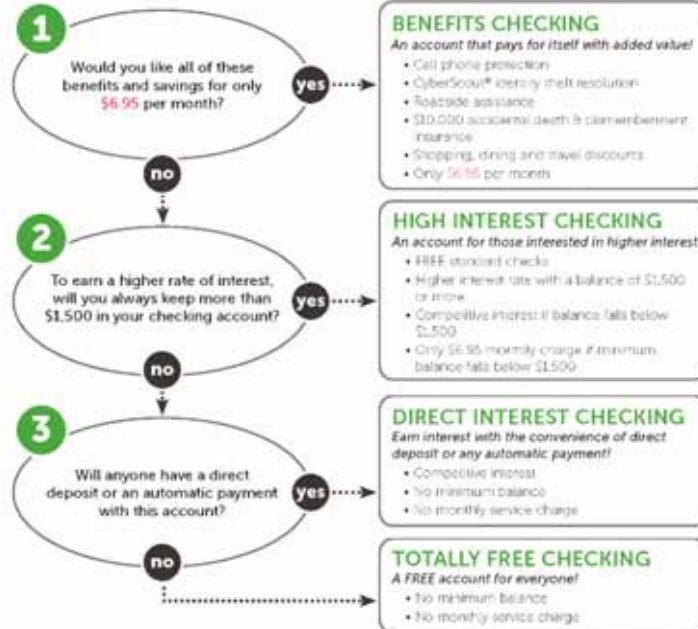 1
Would you like all of these
benefits and savings for only
$6.95 per month?
yes
no
BENEFITS CHECKING
An account that pays for itself with added value!
• Cell phone protection
• CyberScout® identity theft resolution
• Roadside assistance
• $10,000 accidental death & dismemberment
insurance
• Shopping, dining and travel discounts
• Only $6.95 per month
2
To earn a higher rate of interest,
will you always keep more than
$1,500 in your checking account?
yes
no
HIGH INTEREST CHECKING
An account for those interested in higher interest
• FREE standard checks
• Higher interest rate with a balance of $1,500
or more
• Competitive interest if balance falls below
$1,500
• Only $6.95 monthly charge if minimum
balance falls below $1,500
3
Will anyone have a direct
deposit or an automatic payment
with this account?
yes
no
DIRECT INTEREST CHECKING
Earn interest with the convenience of direct
deposit or any automatic payment!
• Competitive interest
• No minimum balance
• No monthly service charge
TOTALLY FREE CHECKING
A FREE account for everyone!
• No minimum balance
• No monthly service charge